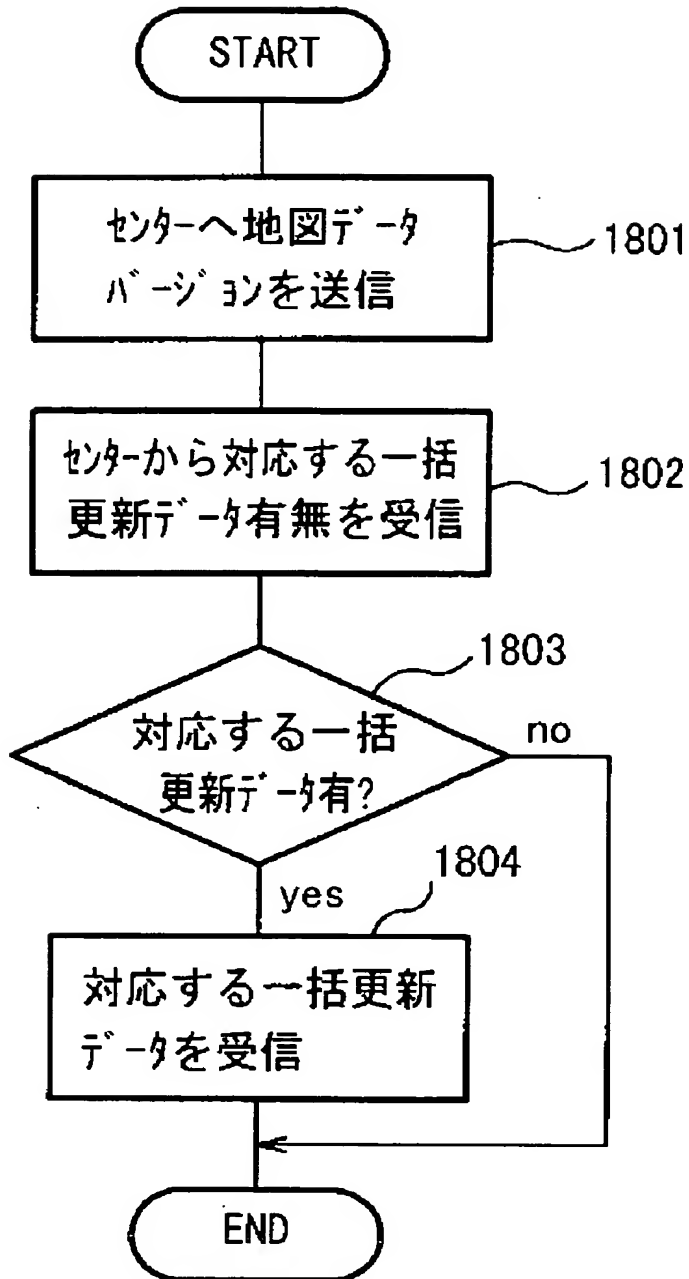 START
ｾﾝﾀｰへ地図ﾃﾞｰﾀ
ﾊﾞｰｼﾞｮﾝを送信
1801
ｾﾝﾀｰから対応する一括
更新ﾃﾞｰﾀ有無を受信
1802
1803
対応する一括
更新ﾃﾞｰﾀ有?
no
yes
1804
対応する一括更新
ﾃﾞｰﾀを受信
END